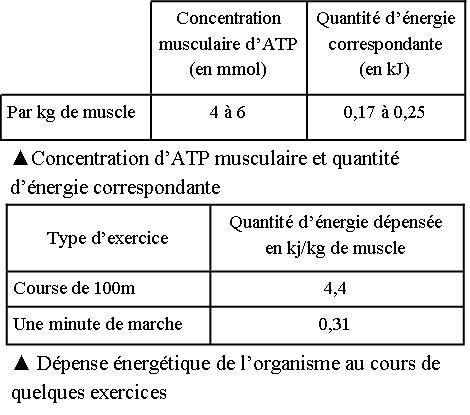 Concentration musculaire d'ATP (en mmol)
Quantité d'énergie correspondante (en kJ)
Par kg de muscle
4 à 6
0,17 à 0,25
▲Concentration d'ATP musculaire et quantité
d'énergie correspondante
Type d'exercice
Quantité d'énergie dépensée en kj/kg de muscle
Course de 100m
4,4
Une minute de marche
0,31
▲ Dépense énergétique de l'organisme au cours de
quelques exercices